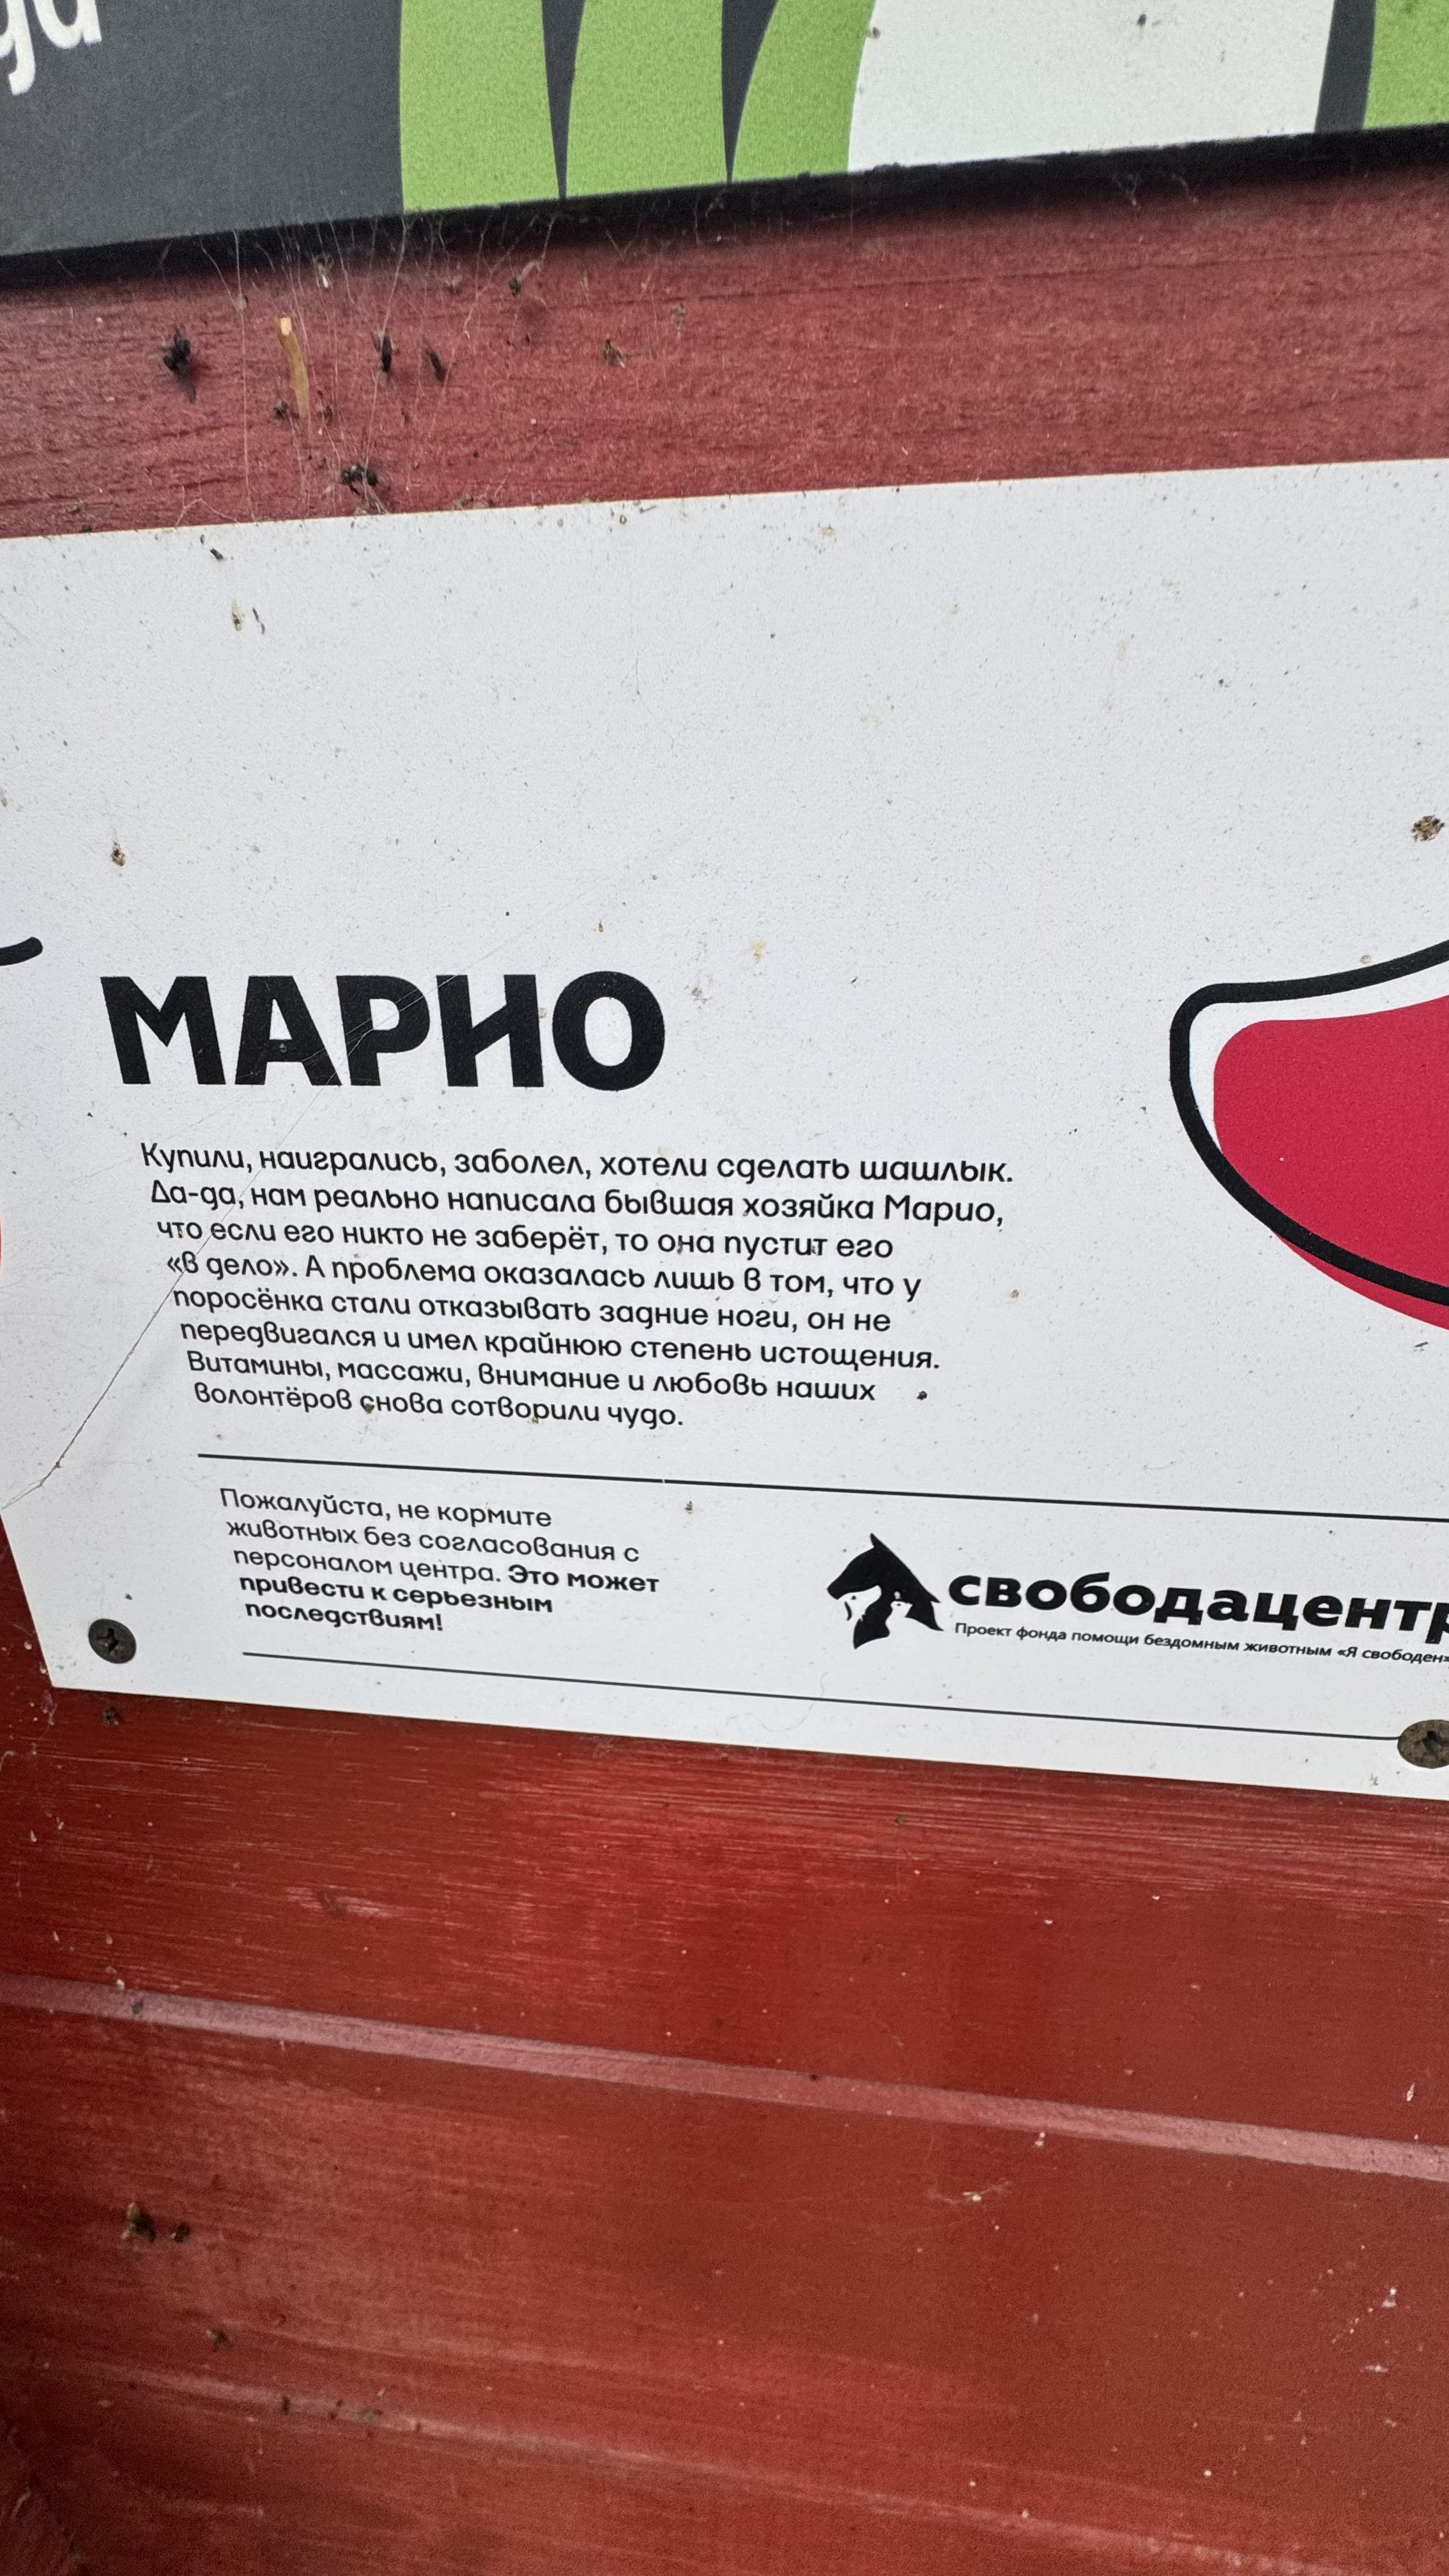 МАРИО
Купили, наигрались, заболел, хотели сделать шашлык.
Да-да, нам реально написала бывшая хозяйка Марио,
что если его никто не заберёт, то она пустит его
«в дело». А проблема оказалась лишь в том, что у
поросёнка стали отказывать задние ноги, он не
передвигался и имел крайнюю степень истощения.
Витамины, массажи, внимание и любовь наших
волонтёров снова сотворили чудо.
Пожалуйста, не кормите
животных без согласования с
персоналом центра. Это может
привести к серьезным
последствиям!
свободацентр
Проект фонда помощи бездомным животным «Я свободен»